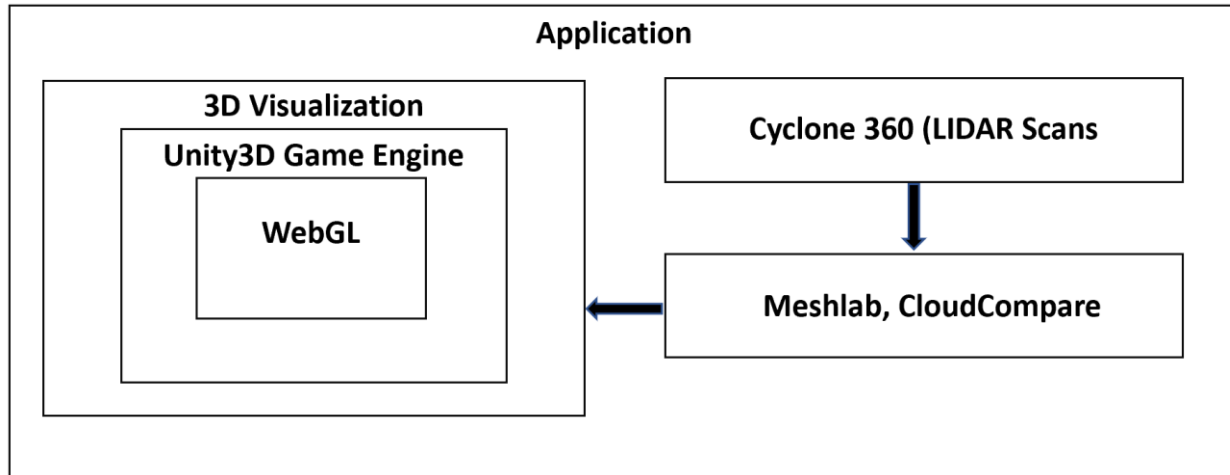 Application
3D Visualization
Unity3D Game Engine
WebGL
Cyclone 360 (LIDAR Scans
Meshlab, CloudCompare